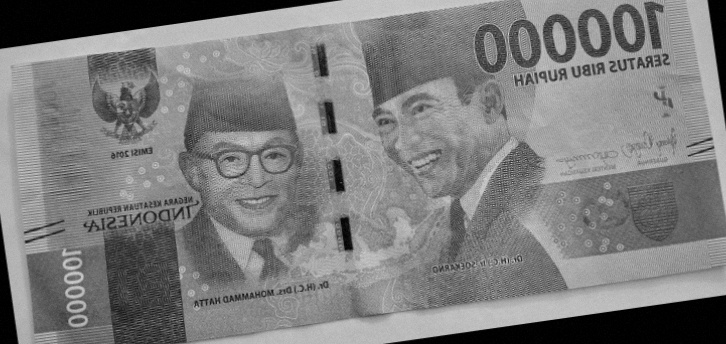 100000
SERATUS RIBU RUPIAH
EMISI 2016
NEGARA KESATUAN REPUBLIK
INDONESIA
100000
Dr. (H.C.) Drs. MOHAMMAD HATTA
Dr. (H.C.) Ir. SOEKARNO